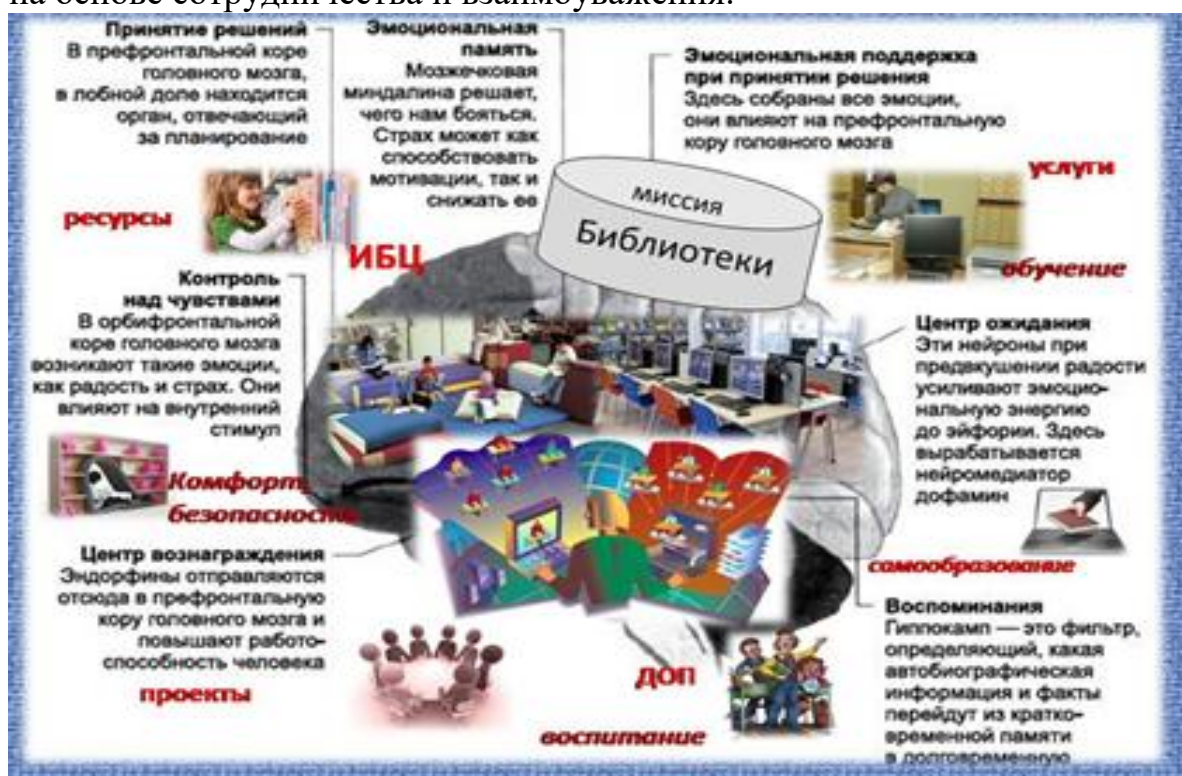 на основе сотрудничества и взаимоуважения.
Принятие решений
В префронтальной коре
головного мозга,
в лобной доле находится
орган, отвечающий
за планирование
Эмоциональная
память
Мозжечковая
миндалина решает,
чего нам бояться.
Страх может как
способствовать
мотивации, так и
снижать ее
Эмоциональная поддержка
при принятии решения
Здесь собраны все эмоции,
они влияют на префронтальную
кору головного мозга
услуги
ресурсы
миссия
Библиотеки
ИБЦ
обучение
Контроль
над чувствами
В орбифронтальной
коре головного мозга
возникают такие эмоции,
как радость и страх. Они
влияют на внутренний
стимул
Центр ожидания
Эти нейроны при
предвкушении радости
усиливают эмоцио-
нальную энергию
до эйфории. Здесь
вырабатывается
нейромедиатор
дофамин
Комфорт,
безопасность
самообразование
Центр вознаграждения
Эндорфины отправляются
отсюда в префронтальную
кору головного мозга и
повышают работо-
способность человека
проекты
ДОП
воспитание
Воспоминания
Гиппокамп — это фильтр,
определяющий, какая
автобиографическая
информация и факты
перейдут из кратко-
временной памяти
в долговременную